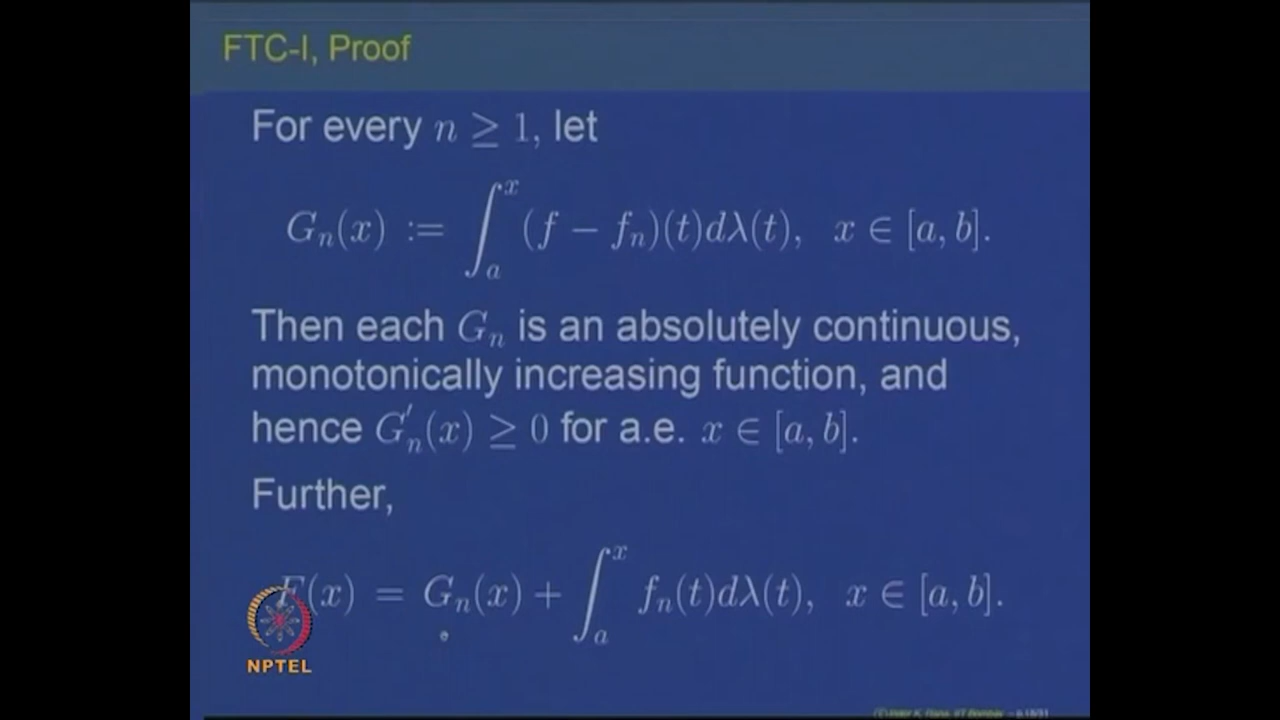 FTC-I, Proof
For every n ≥ 1, let
G_n(x) := ∫_a^x (f − f_n)(t)dλ(t), x ∈ [a, b].
Then each G_n is an absolutely continuous,
monotonically increasing function, and
hence G′_n(x) ≥ 0 for a.e. x ∈ [a, b].
Further,
F(x) = G_n(x) + ∫_a^x f_n(t)dλ(t), x ∈ [a, b].
NPTEL